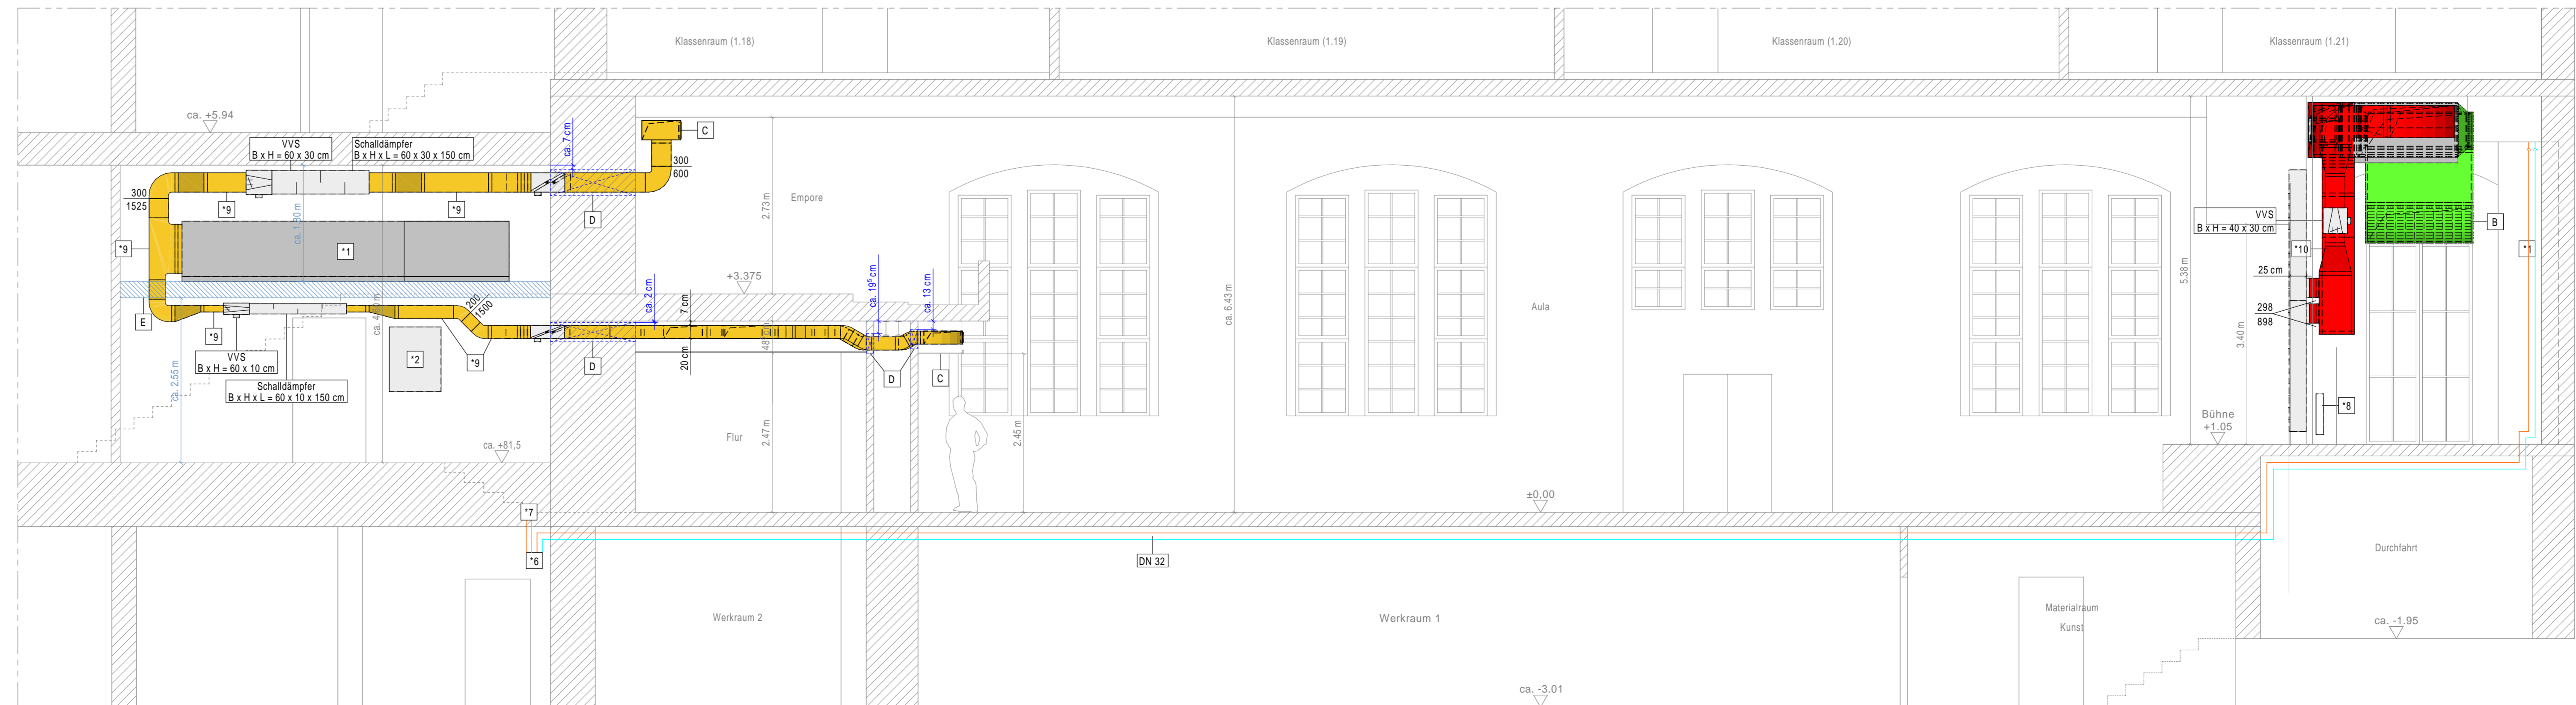 Klassenraum (1.18)
Klassenraum (1.19)
Klassenraum (1.20)
Klassenraum (1.21)
ca. +5.94
VVS
B x H = 60 x 30 cm
Schalldämpfer
B x H x L = 60 x 30 x 150 cm
ca. 7 cm
C
300
600
300
1525
*9
*9
D
2.73 m
Empore
*9
*1
ca. 1.80 m
E
*9
VVS
B x H = 60 x 10 cm
Schalldämpfer
B x H x L = 60 x 10 x 150 cm
ca. 2.55 m
*2
200
1500
*9
D
ca. 2 cm
7 cm
20 cm
+3.375
ca. 19⁵ cm
ca. 13 cm
D
C
ca. 6.43 m
Aula
5.38 m
3.40 m
VVS
B x H = 40 x 30 cm
*10
B
*1
25 cm
298
898
*8
Bühne
+1.05
Flur
2.47 m
2.45 m
ca. +81,5
±0,00
*7
*6
DN 32
Durchfahrt
Werkraum 2
Werkraum 1
Materialraum
Kunst
ca. -1.95
ca. -3.01